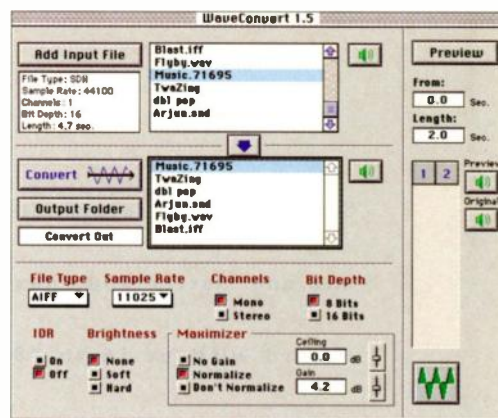 WaveConvert 1.5
Add Input File
File Type: SDII
Sample Rate: 44100
Channels: 1
Bit Depth: 16
Length: 4.7 sec.
Blast.iff
Flyby.wav
Music.71695
TwaZing
dbl pop
Arjun.snd
Preview
From:
0.0 Sec.
Length:
2.0 Sec.
Convert
Output Folder
Convert Out
Music.71695
TwaZing
dbl pop
Arjun.snd
Flyby.wav
Blast.iff
1 2
Preview
Original
File Type
AIFF
Sample Rate
11025
Channels
Mono
Stereo
Bit Depth
8 Bits
16 Bits
IDR
On
Off
Brightness
None
Soft
Hard
Maximizer
No Gain
Normalize
Don't Normalize
Ceiling
0.0 dB
Gain
4.2 dB